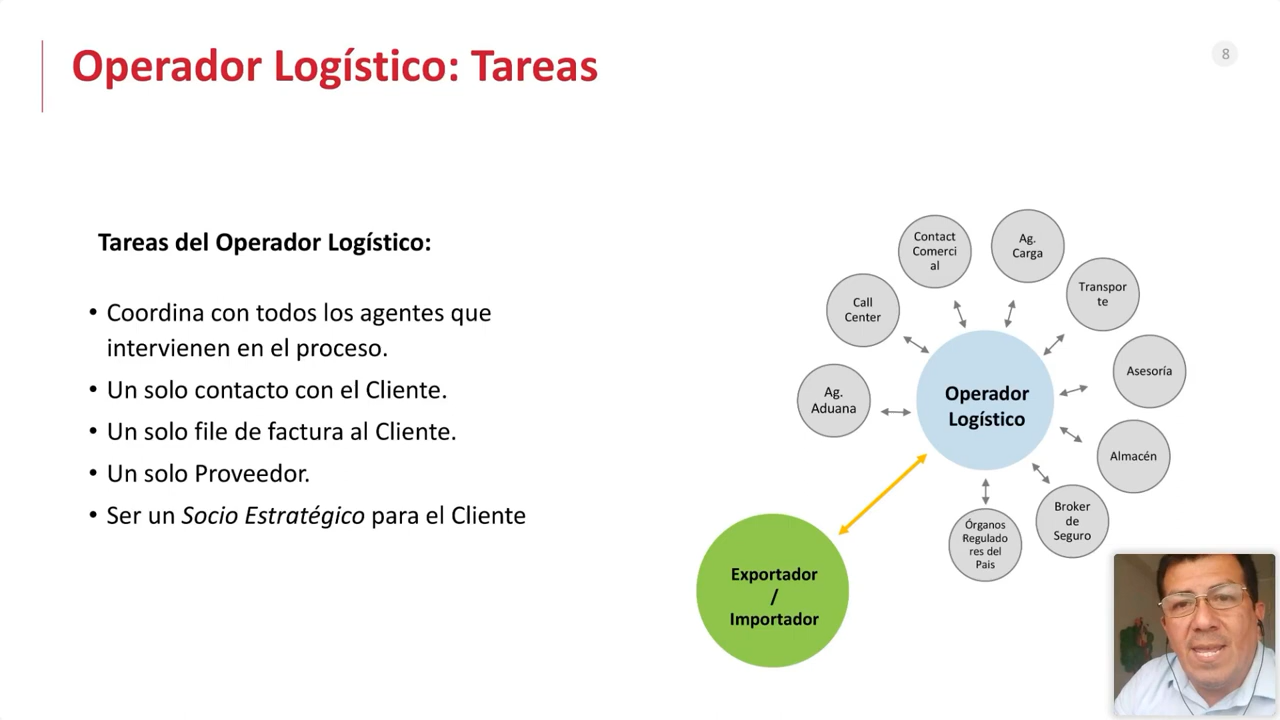 Operador Logístico: Tareas
8
Tareas del Operador Logístico:
• Coordina con todos los agentes que
intervienen en el proceso.
• Un solo contacto con el Cliente.
• Un solo file de factura al Cliente.
• Un solo Proveedor.
• Ser un Socio Estratégico para el Cliente
Contact
Comerci
al
Ag.
Carga
Transpor
te
Call
Center
Asesoría
Ag.
Aduana
Operador
Logístico
Almacén
Broker
de
Seguro
Órganos
Regulado
res del
Pais
Exportador
/
Importador